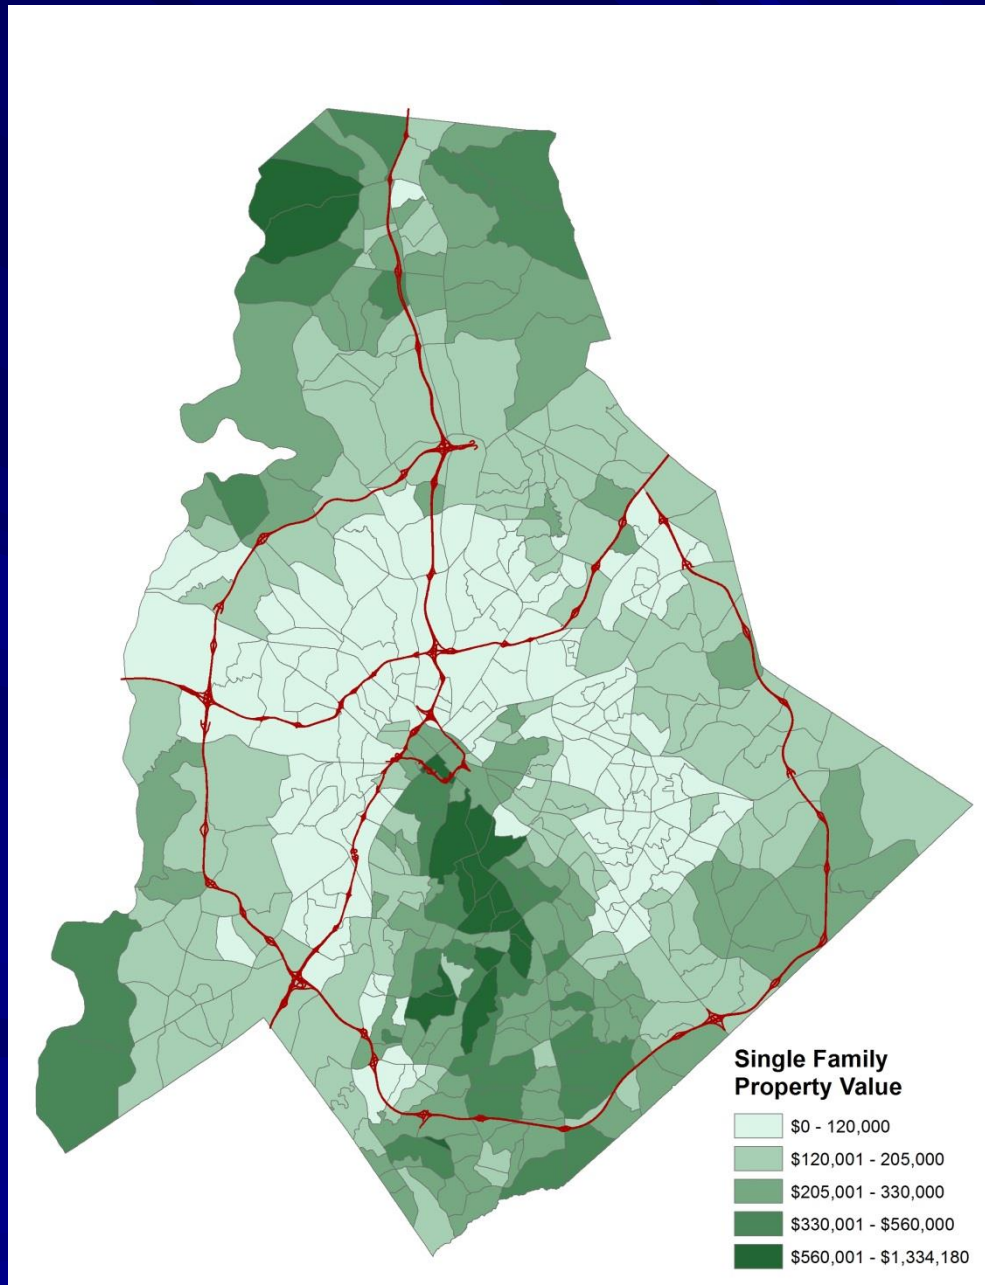 Single Family
Property Value
$0 - 120,000
$120,001 - 205,000
$205,001 - 330,000
$330,001 - $560,000
$560,001 - $1,334,180